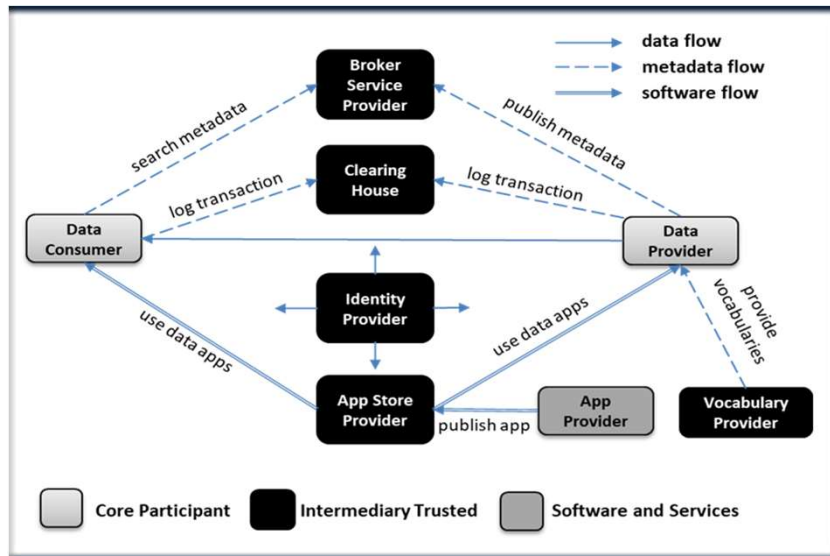 Broker
Service
Provider
data flow
metadata flow
software flow
search metadata
publish metadata
Clearing
House
log transaction
log transaction
Data
Consumer
Data
Provider
Identity
Provider
use data apps
use data apps
provide
vocabularies
App Store
Provider
publish app
App
Provider
Vocabulary
Provider
Core Participant
Intermediary Trusted
Software and Services